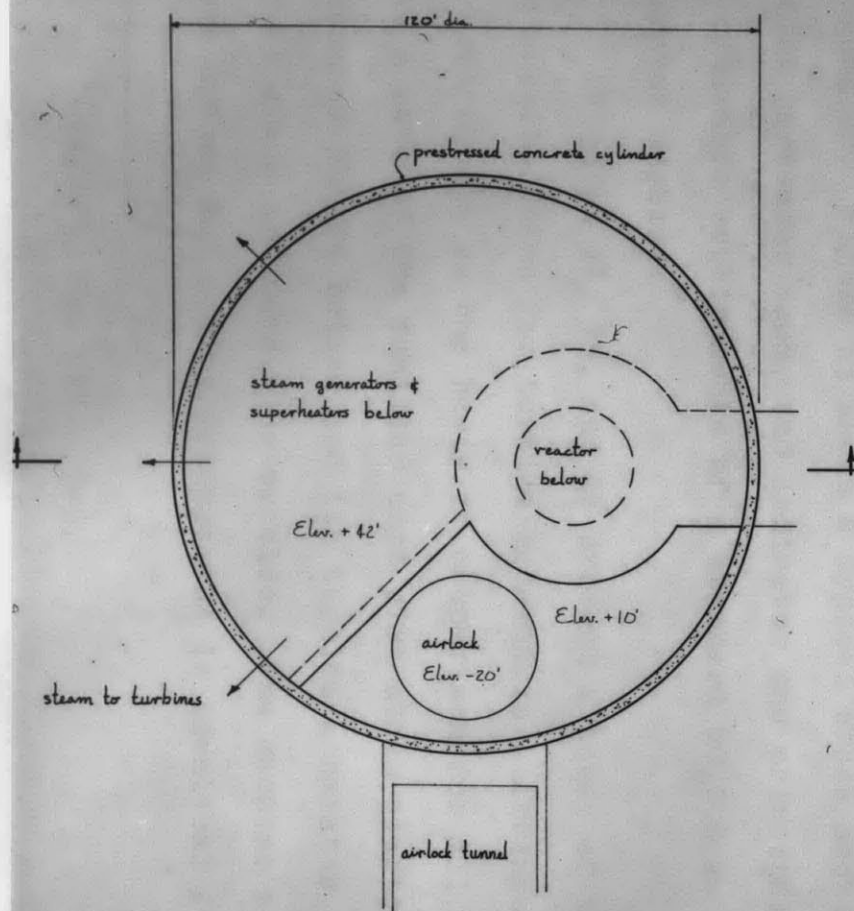 120' dia.
prestressed concrete cylinder
steam generators &
superheaters below
reactor
below
Elev. + 42'
Elev. +10'
airlock
Elev. -20'
steam to turbines
airlock tunnel